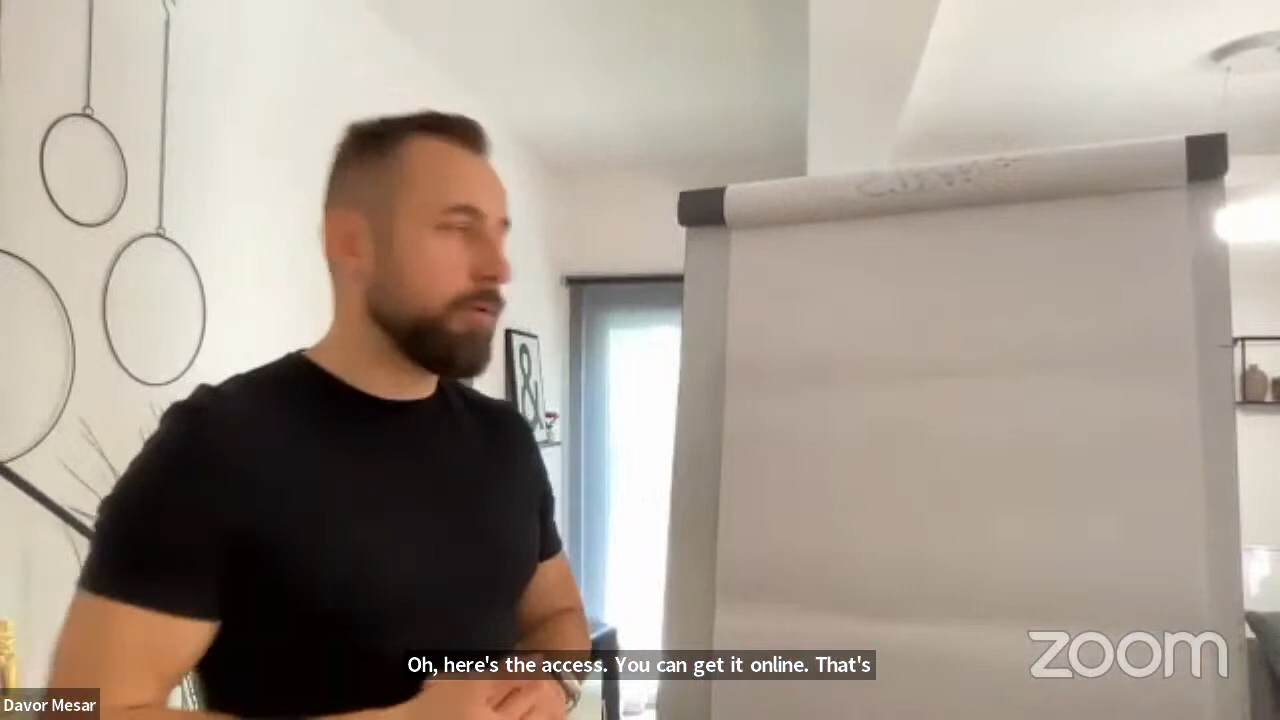 &
Oh, here's the access. You can get it online. That's
zoom
Davor Mesar